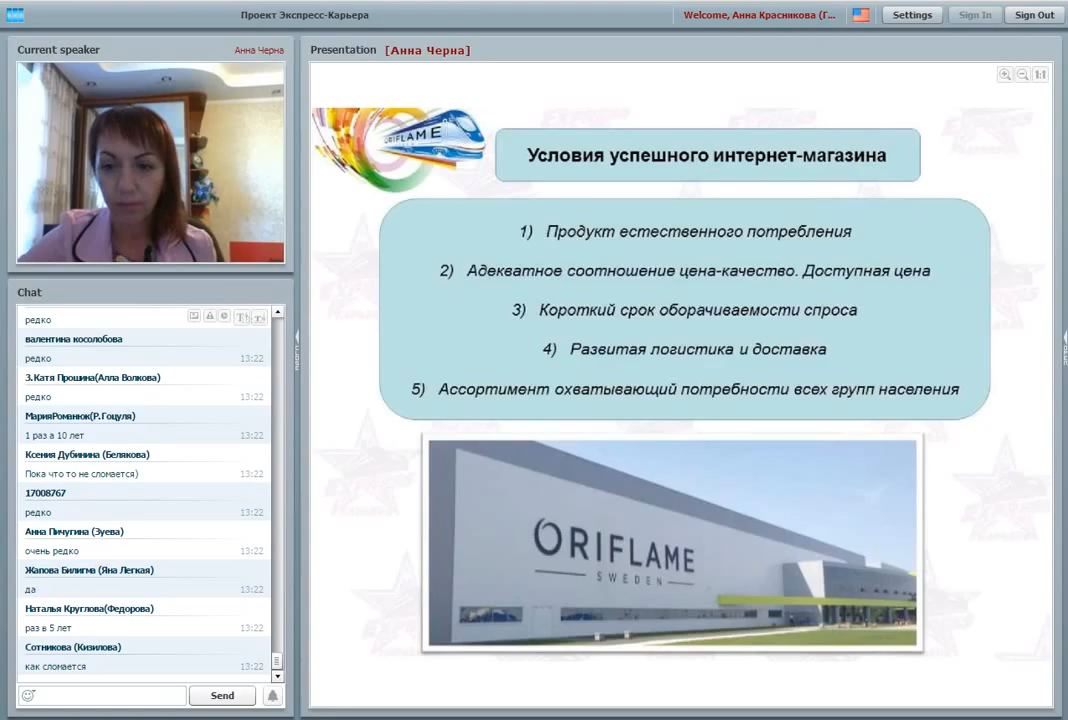 Проект Экспресс-Карьера
Welcome, Анна Красникова (Г...
Settings
Sign In
Sign Out
Current speaker
Анна Черна
Presentation [Анна Черна]
1:1
ORIFLAME
Условия успешного интернет-магазина
1) Продукт естественного потребления
2) Адекватное соотношение цена-качество. Доступная цена
3) Короткий срок оборачиваемости спроса
4) Развитая логистика и доставка
5) Ассортимент охватывающий потребности всех групп населения
ORIFLAME
SWEDEN
Chat
редко
валентина косолобова
редко 13:22
3.Катя Прошина(Алла Волкова)
редко 13:22
МарияРоманюк(Р.Гоцуля)
1 раз а 10 лет 13:22
Ксения Дубинина (Белякова)
Пока что то не сломается) 13:22
17008767
редко 13:22
Анна Пичугина (Зуева)
очень редко 13:22
Жапова Билигма (Яна Легкая)
да 13:22
Наталья Круглова(Федорова)
раз в 5 лет 13:22
Сотникова (Кизилова)
как сломается 13:22
Send